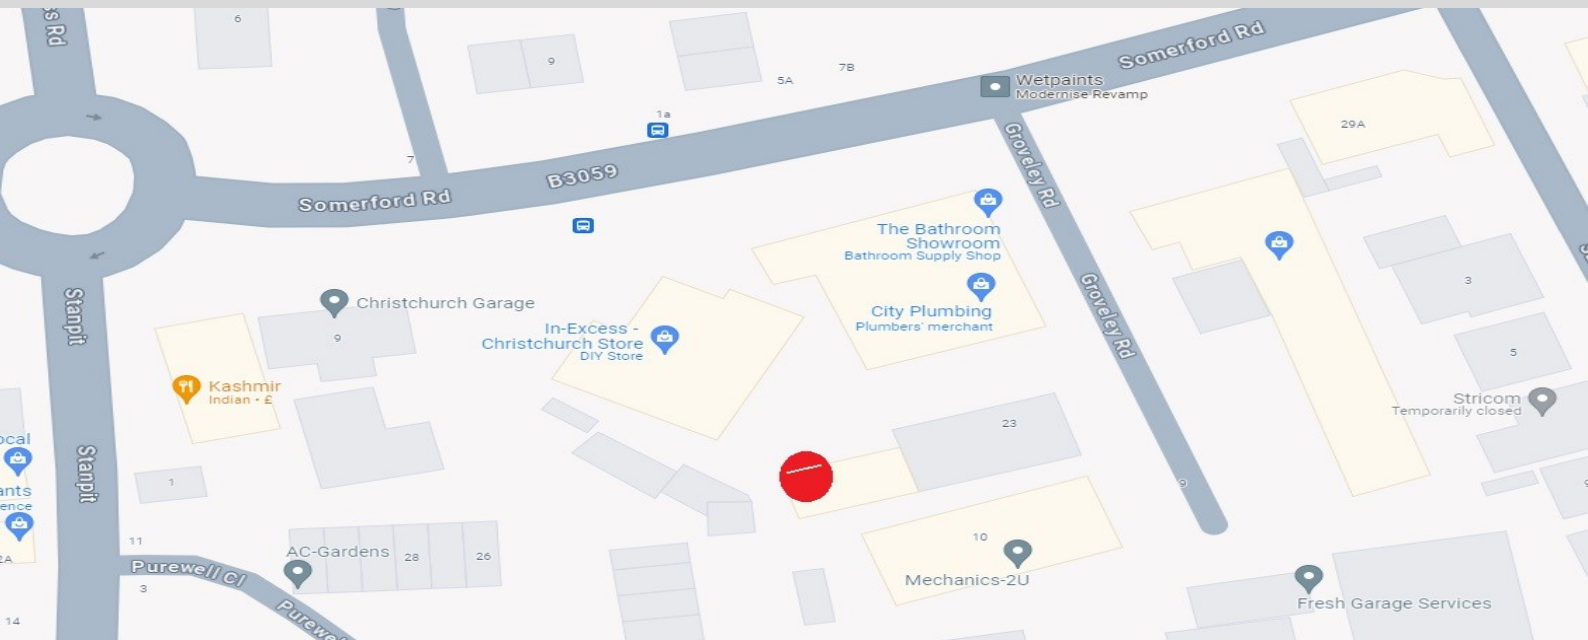 ss Rd
6
9
5A
7B
Somerford Rd
Wetpaints
Modernise Revamp
1a
29A
7
B3059
Groveley Rd
Somerford Rd
The Bathroom
Showroom
Bathroom Supply Shop
3
Stanpit
Christchurch Garage
City Plumbing
Plumbers' merchant
Groveley Rd
In-Excess -
Christchurch Store
DIY Store
9
5
Kashmir
Indian • £
Stricom
Temporarily closed
23
ocal
Stanpit
1
9
ants
ence
10
11
AC-Gardens
28
26
2A
Purewell Cl
Mechanics-2U
3
Fresh Garage Services
Purewel
14